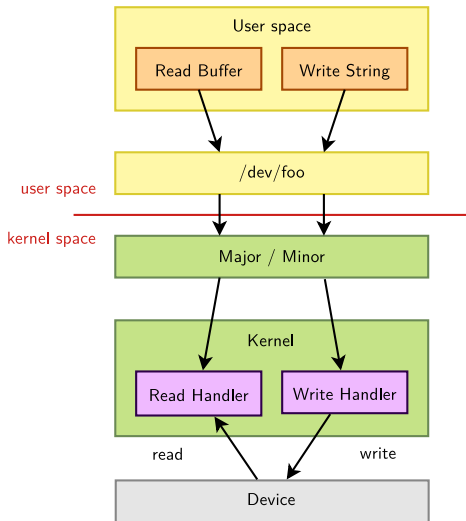 User space
Read Buffer
Write String
/dev/foo
user space
kernel space
Major / Minor
Kernel
Read Handler
Write Handler
read
write
Device